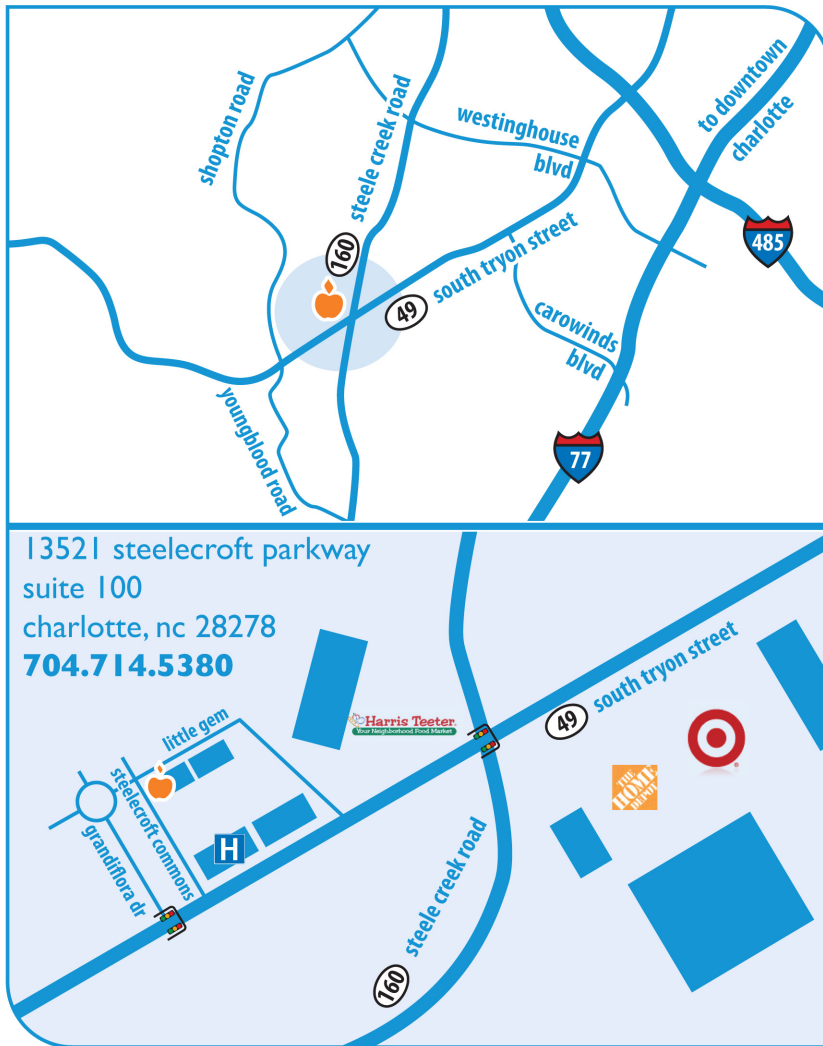 shopton road
steele creek road
160
westinghouse
blvd
to downtown
charlotte
485
south tryon street
49
carowinds
blvd
77
youngblood road
13521 steelecroft parkway
suite 100
charlotte, nc 28278
704.714.5380
little gem
steelecroft commons
grandiflora dr
H
Harris Teeter
Your Neighborhood Food Market
south tryon street
49
THE
HOME
DEPOT
steele creek road
160